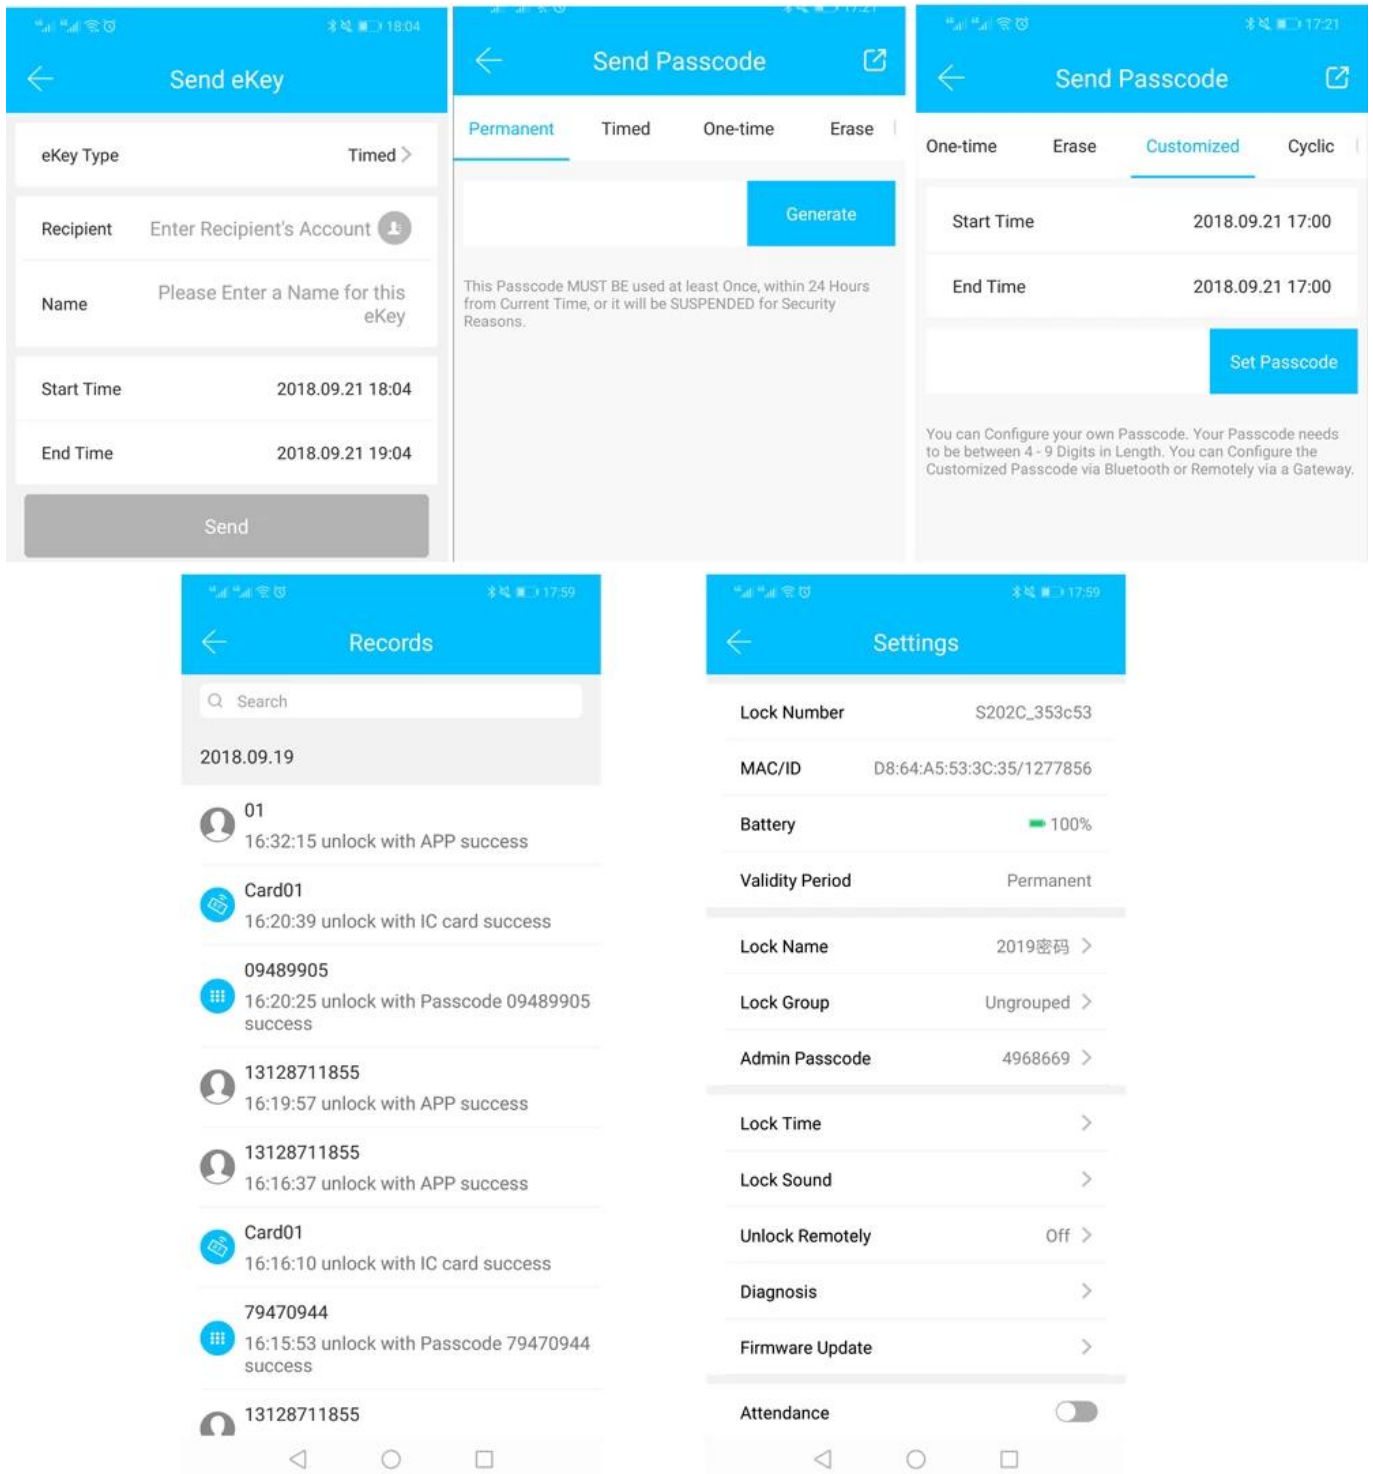 18:04
Send eKey
eKey Type Timed
Recipient Enter Recipient's Account
Name Please Enter a Name for this
eKey
Start Time 2018.09.21 18:04
End Time 2018.09.21 19:04
Send
17:21
Send Passcode
Permanent Timed One-time Erase
Generate
This Passcode MUST BE used at least Once, within 24 Hours
from Current Time, or it will be SUSPENDED for Security
Reasons.
17:21
Send Passcode
One-time Erase Customized Cyclic
Start Time 2018.09.21 17:00
End Time 2018.09.21 17:00
Set Passcode
You can Configure your own Passcode. Your Passcode needs
to be between 4 - 9 Digits in Length. You can Configure the
Customized Passcode via Bluetooth or Remotely via a Gateway.
17:59
Records
Search
2018.09.19
01
16:32:15 unlock with APP success
Card01
16:20:39 unlock with IC card success
09489905
16:20:25 unlock with Passcode 09489905
success
13128711855
16:19:57 unlock with APP success
13128711855
16:16:37 unlock with APP success
Card01
16:16:10 unlock with IC card success
79470944
16:15:53 unlock with Passcode 79470944
success
13128711855
17:59
Settings
Lock Number S202C_353c53
MAC/ID D8:64:A5:53:3C:35/1277856
Battery 100%
Validity Period Permanent
Lock Name 2019密码
Lock Group Ungrouped
Admin Passcode 4968669
Lock Time
Lock Sound
Unlock Remotely Off
Diagnosis
Firmware Update
Attendance